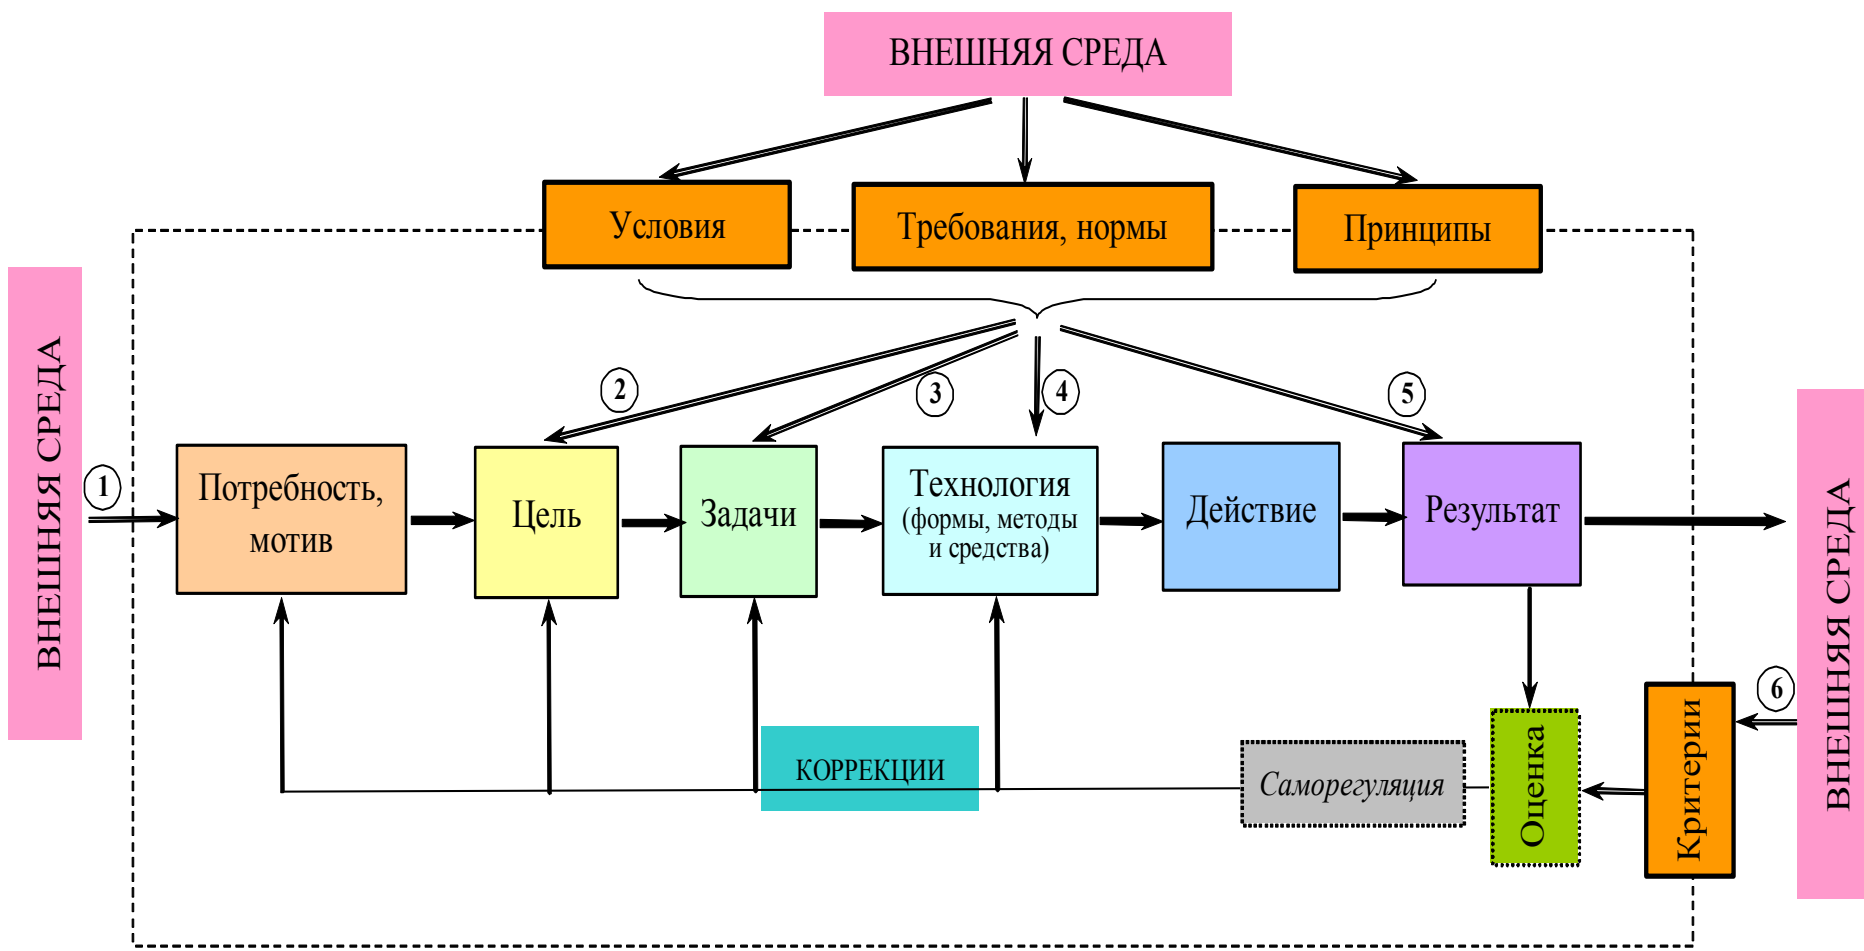 ВНЕШНЯЯ СРЕДА
Условия
Требования, нормы
Принципы
ВНЕШНЯЯ СРЕДА
1
2
3
4
5
Потребность,
мотив
Цель
Задачи
Технология
(формы, методы
и средства)
Действие
Результат
ВНЕШНЯЯ СРЕДА
6
КОРРЕКЦИИ
Саморегуляция
Оценка
Критерии